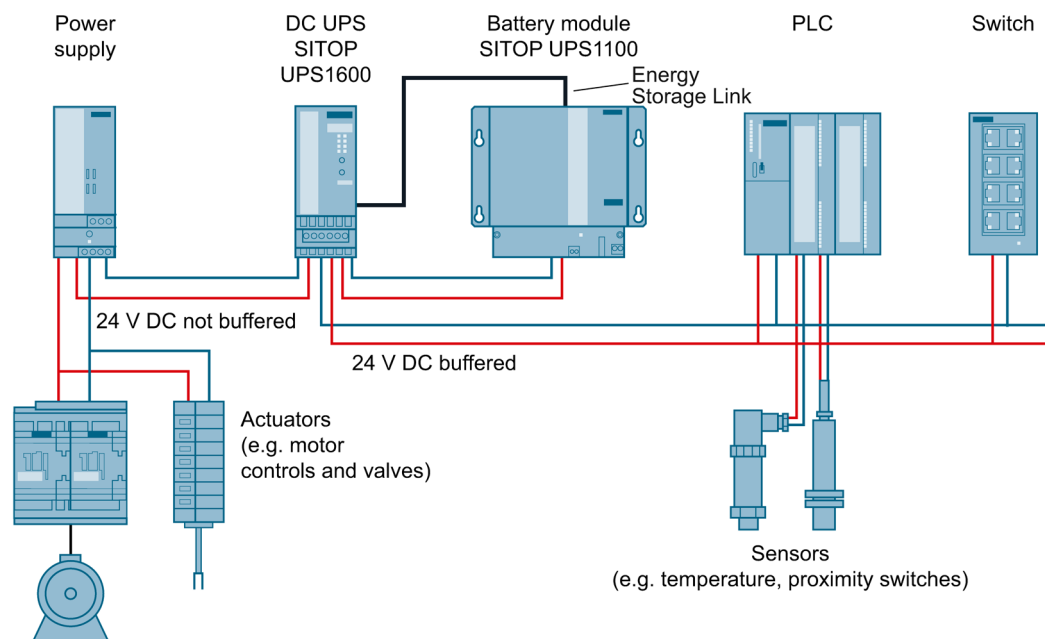 Power
supply
DC UPS
SITOP
UPS1600
Battery module
SITOP UPS1100
PLC
Switch
Energy
Storage Link
24 V DC not buffered
24 V DC buffered
Actuators
(e.g. motor
controls and valves)
Sensors
(e.g. temperature, proximity switches)